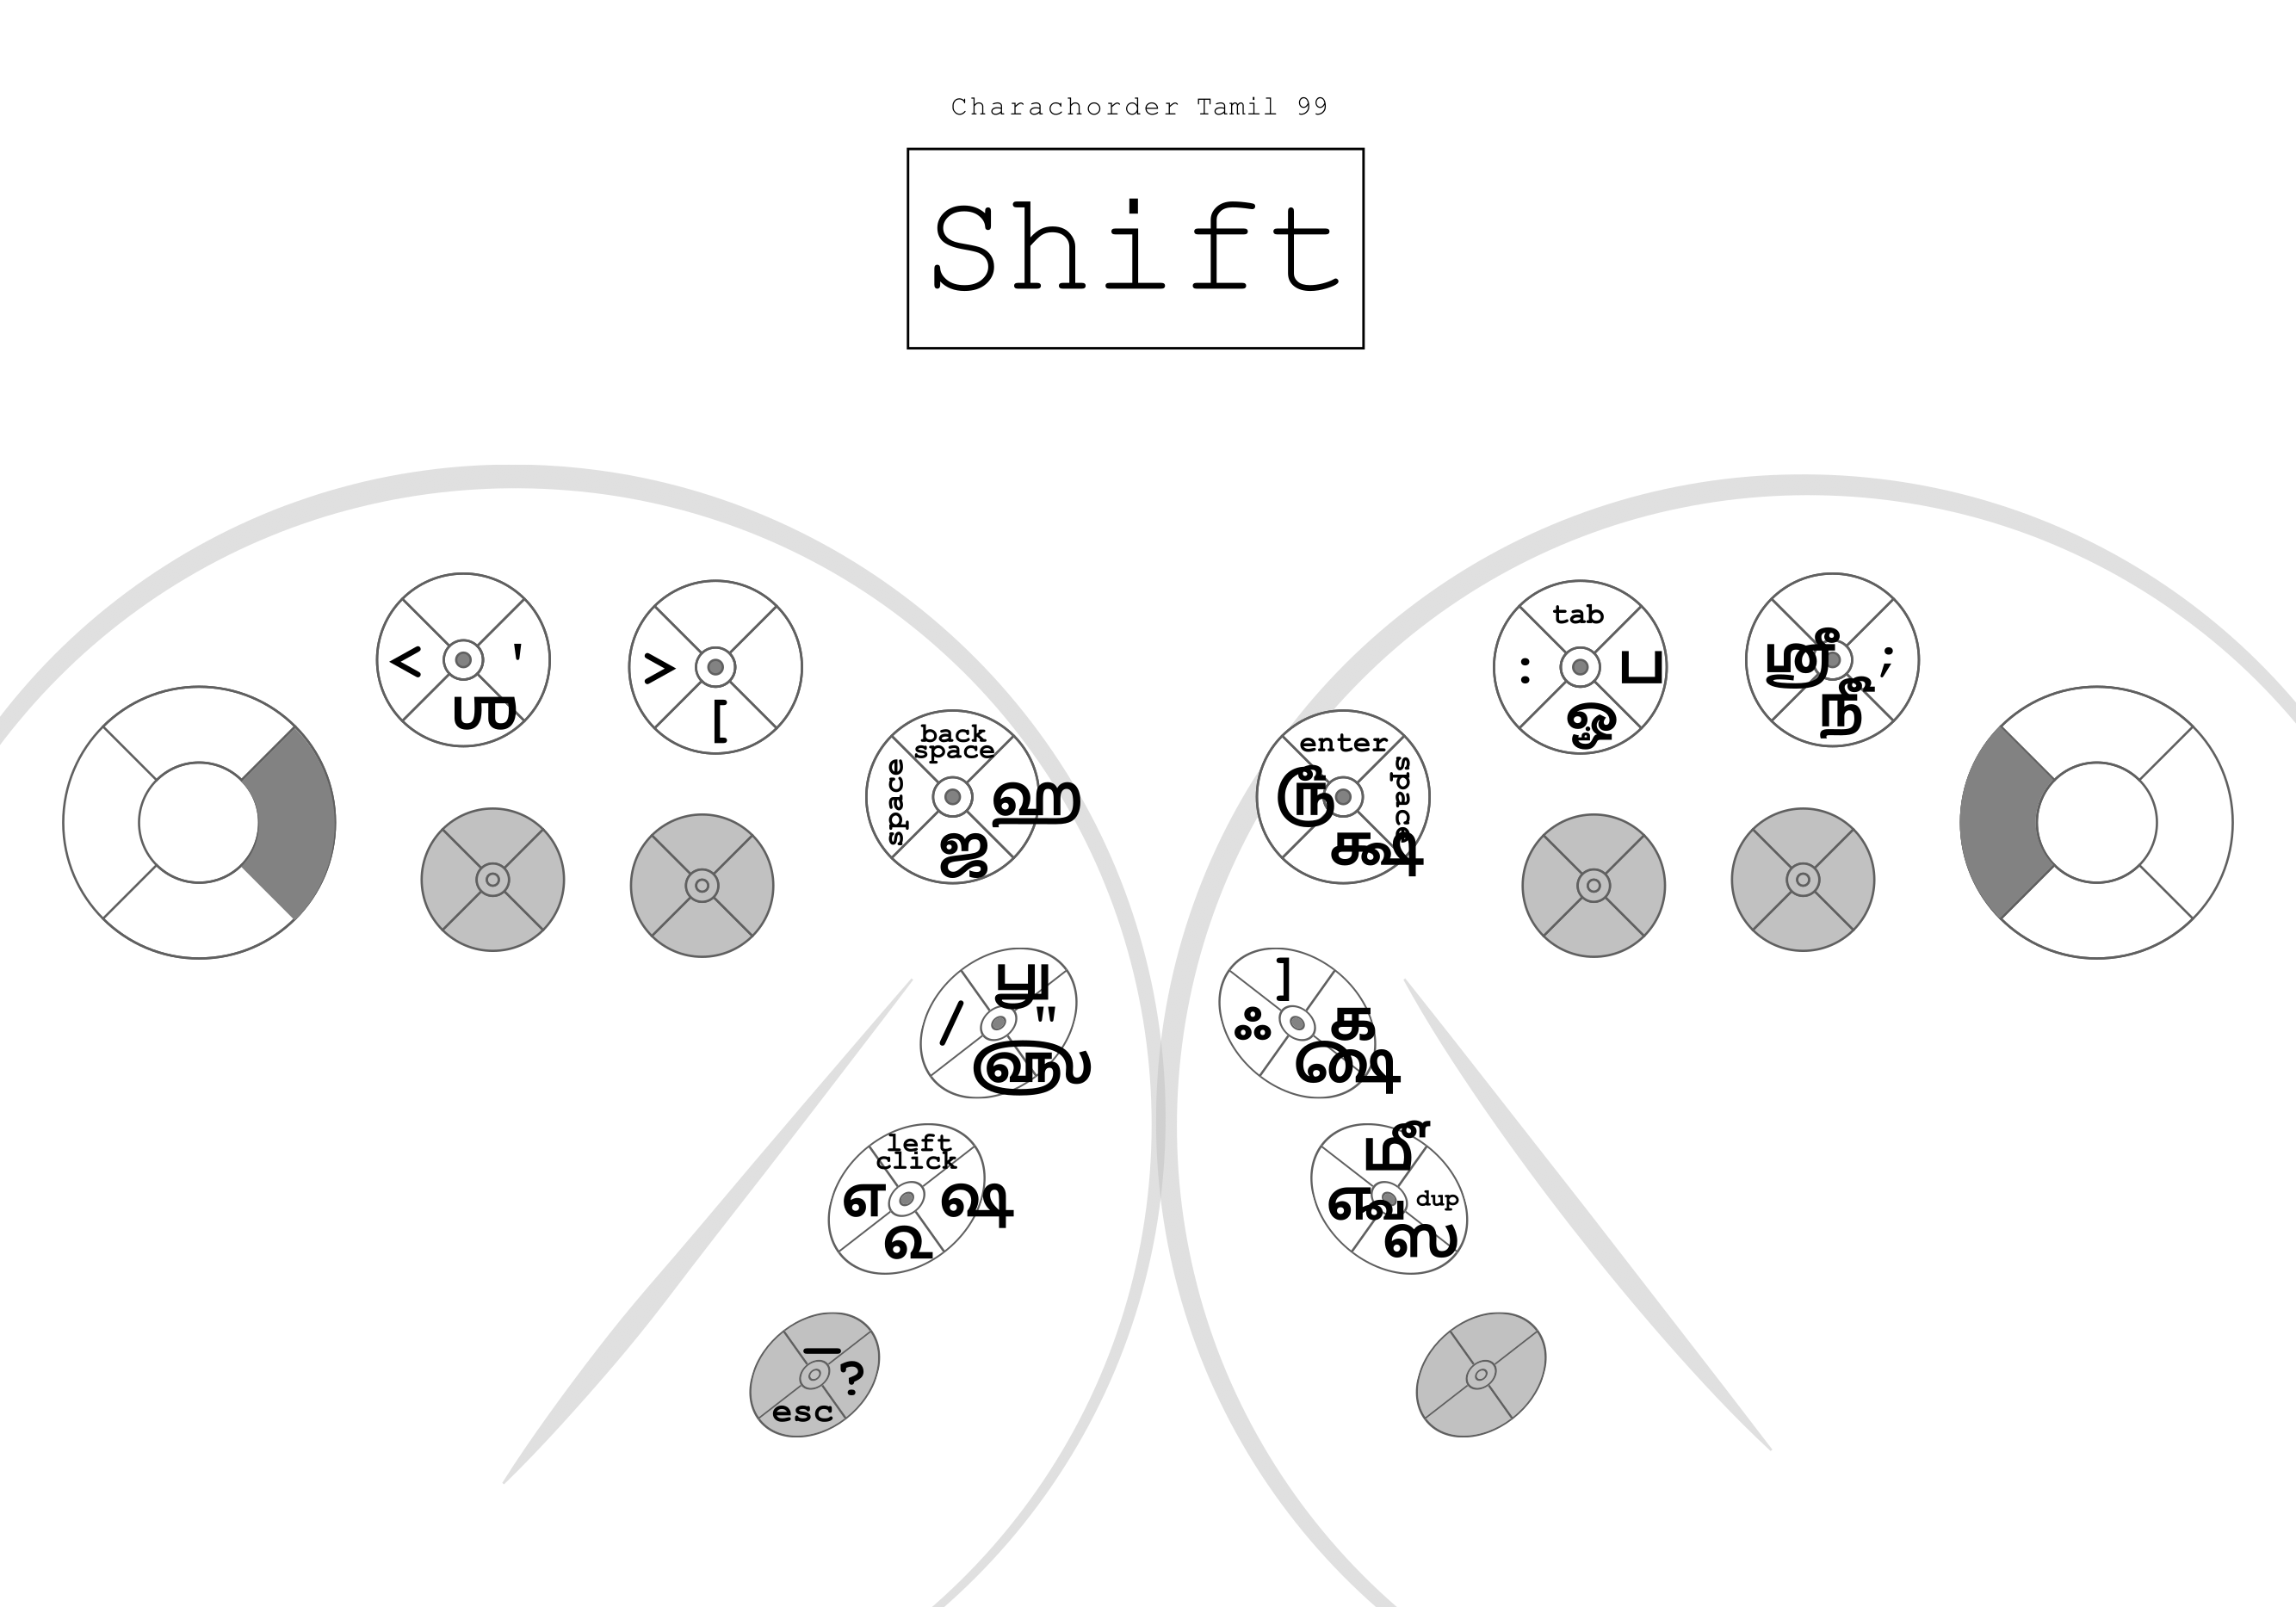 Charachorder Tamil 99
Shift
<
'
>
[
back
space
space
ஹ
ஜ
enter
space
க்ஷ
tab
:
ப
ௐ
;
/
"
]
ஃ
க
௸
left
click
எ
ஷ
உ
௴
dup
ஸ
_
?
esc